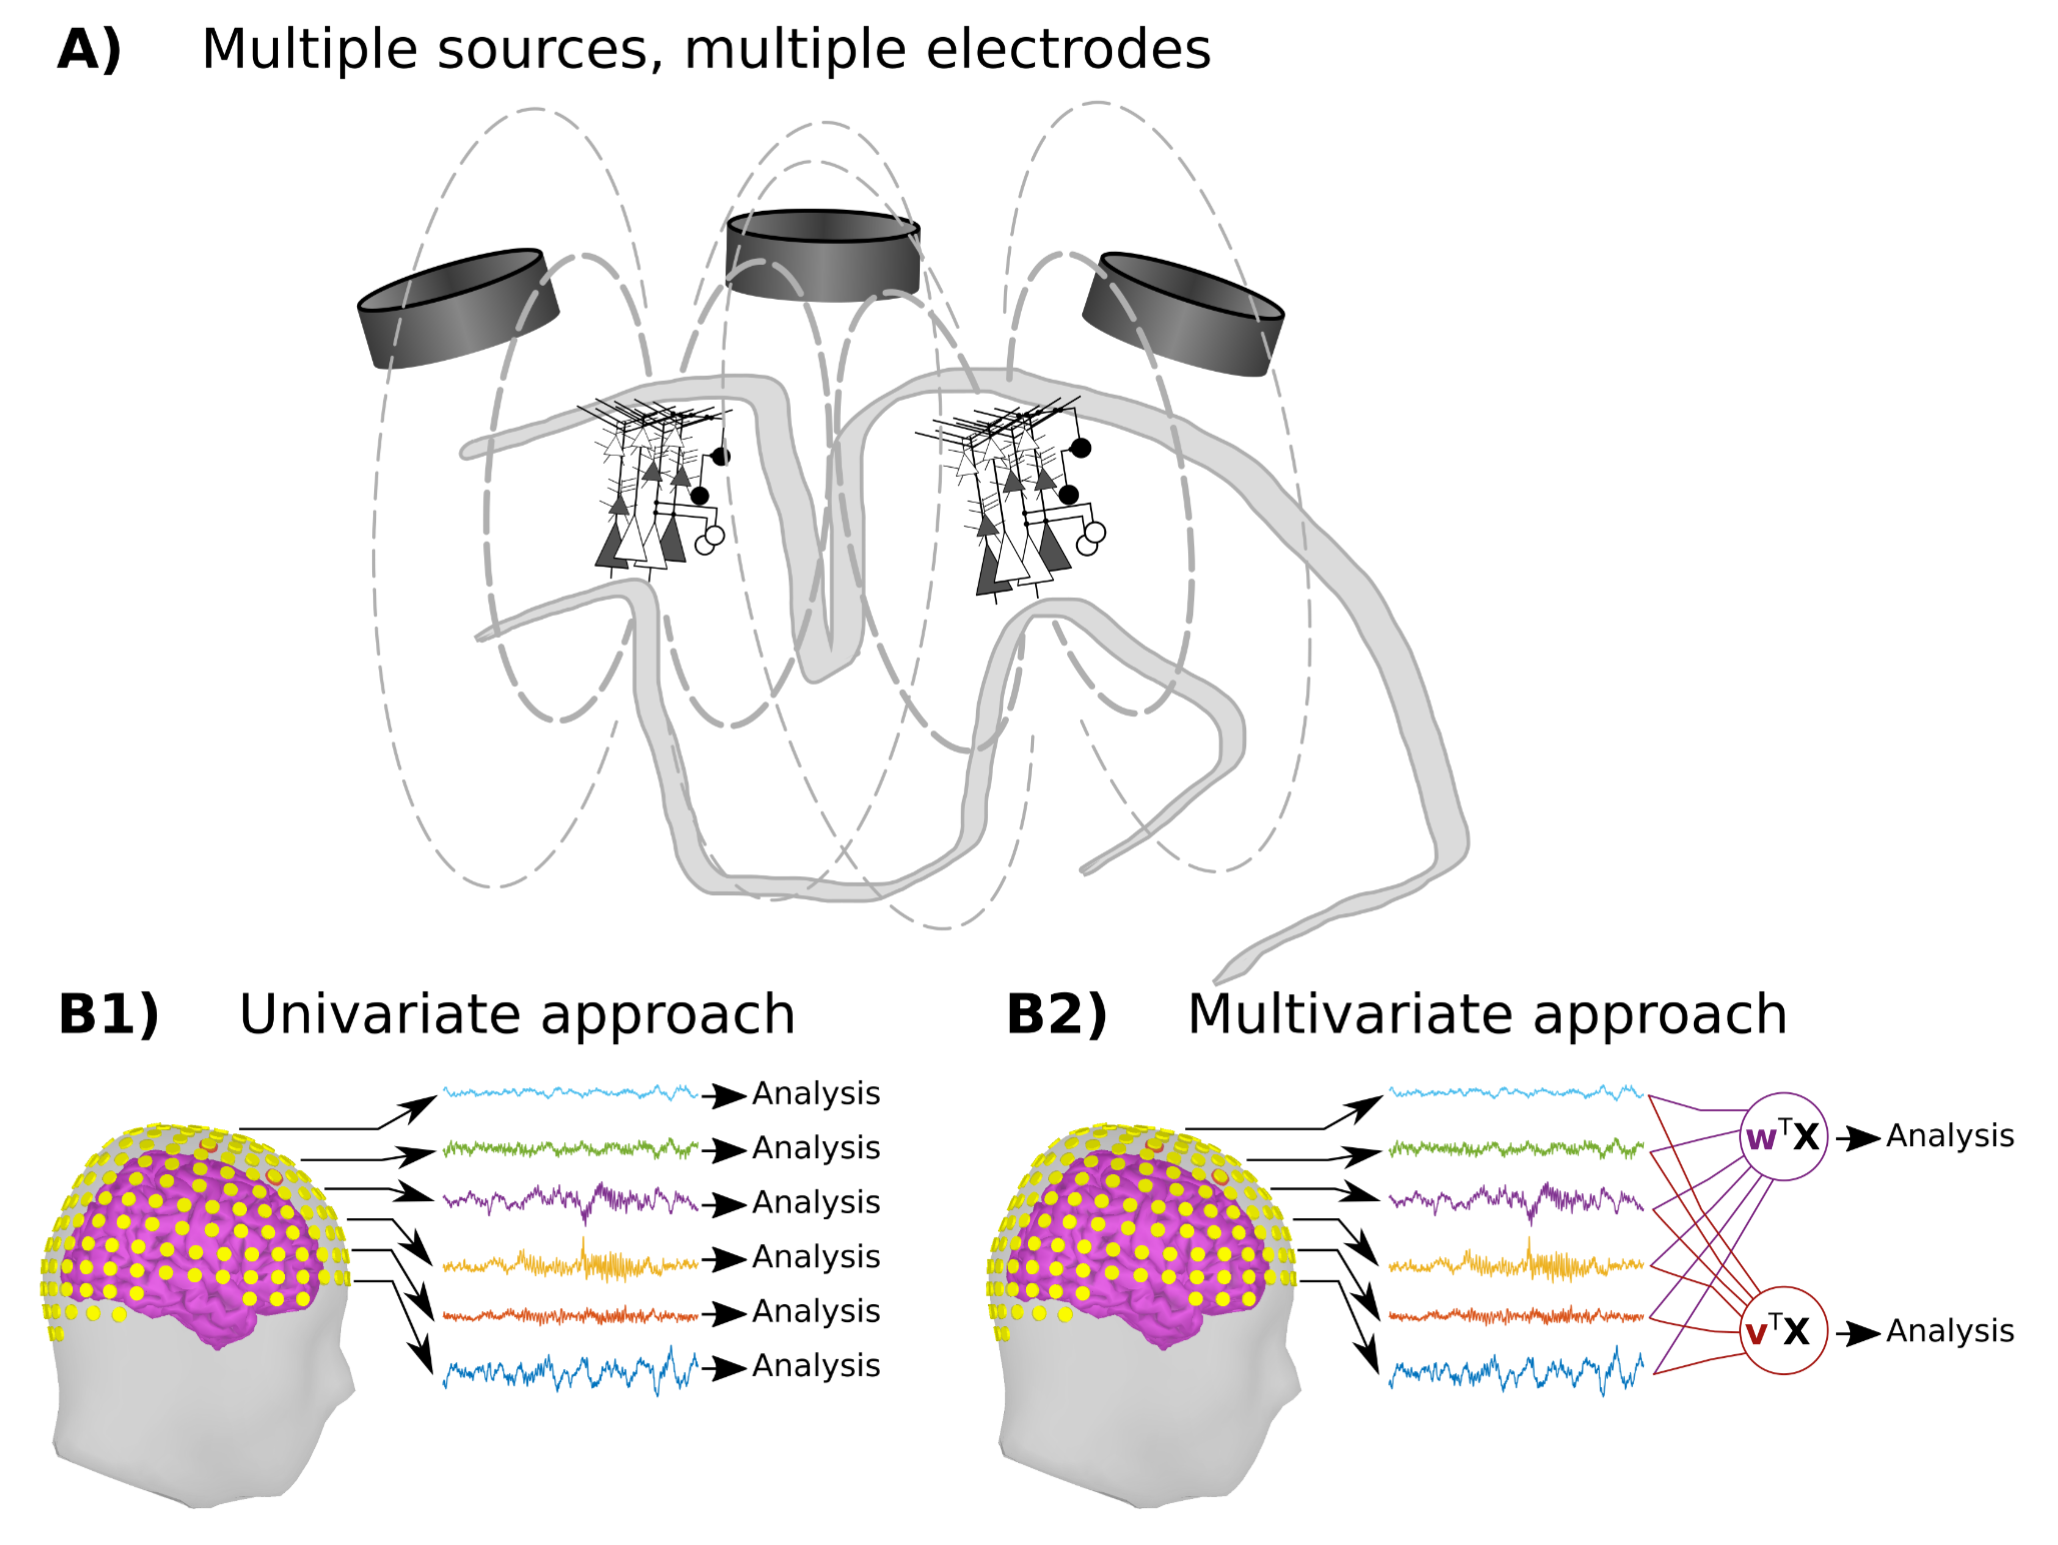 A) Multiple sources, multiple electrodes
B1) Univariate approach
Analysis
Analysis
Analysis
Analysis
Analysis
Analysis
B2) Multivariate approach
wᵀX Analysis
vᵀX Analysis